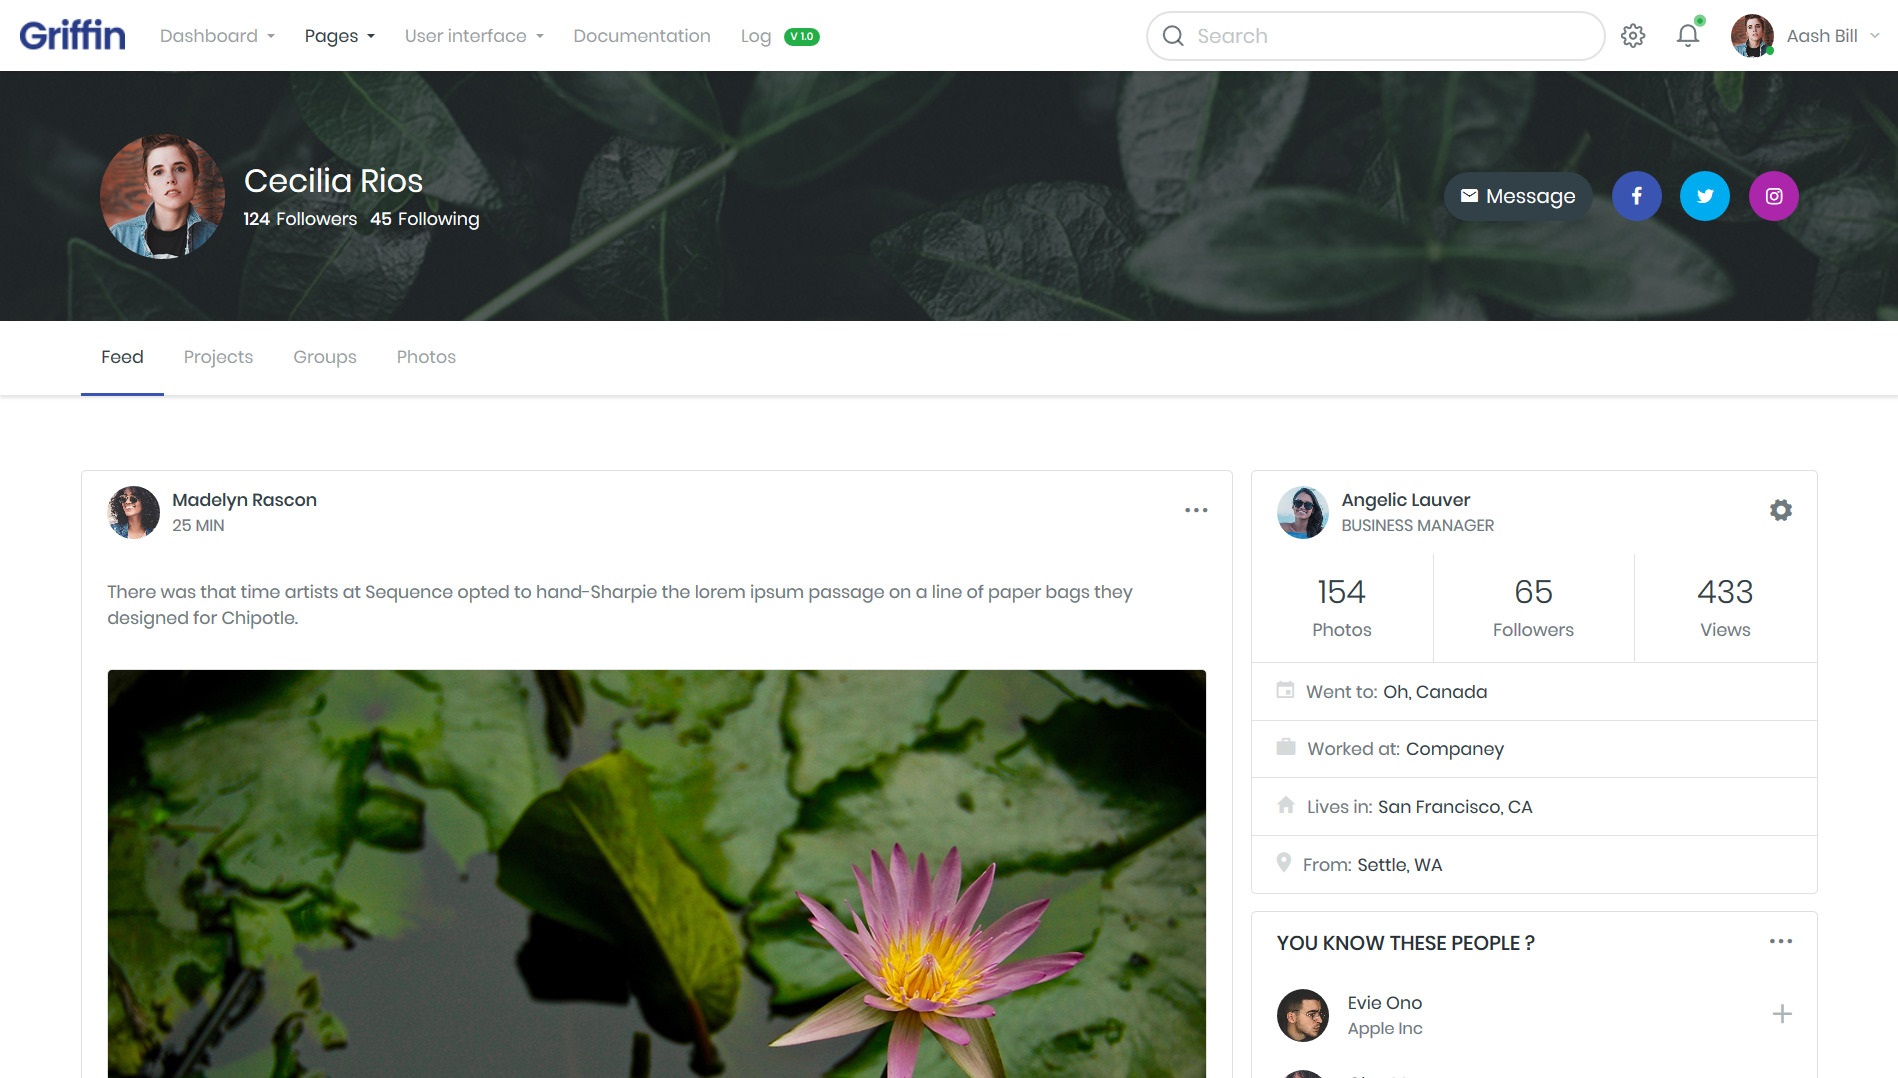 Griffin
Dashboard
Pages
User interface
Documentation
Log
V 1.0
Search
Aash Bill
Cecilia Rios
124 Followers 45 Following
Message
Feed
Projects
Groups
Photos
Madelyn Rascon
25 MIN
There was that time artists at Sequence opted to hand-Sharpie the lorem ipsum passage on a line of paper bags they
designed for Chipotle.
Angelic Lauver
BUSINESS MANAGER
154
Photos
65
Followers
433
Views
Went to: Oh, Canada
Worked at: Companey
Lives in: San Francisco, CA
From: Settle, WA
YOU KNOW THESE PEOPLE ?
Evie Ono
Apple Inc